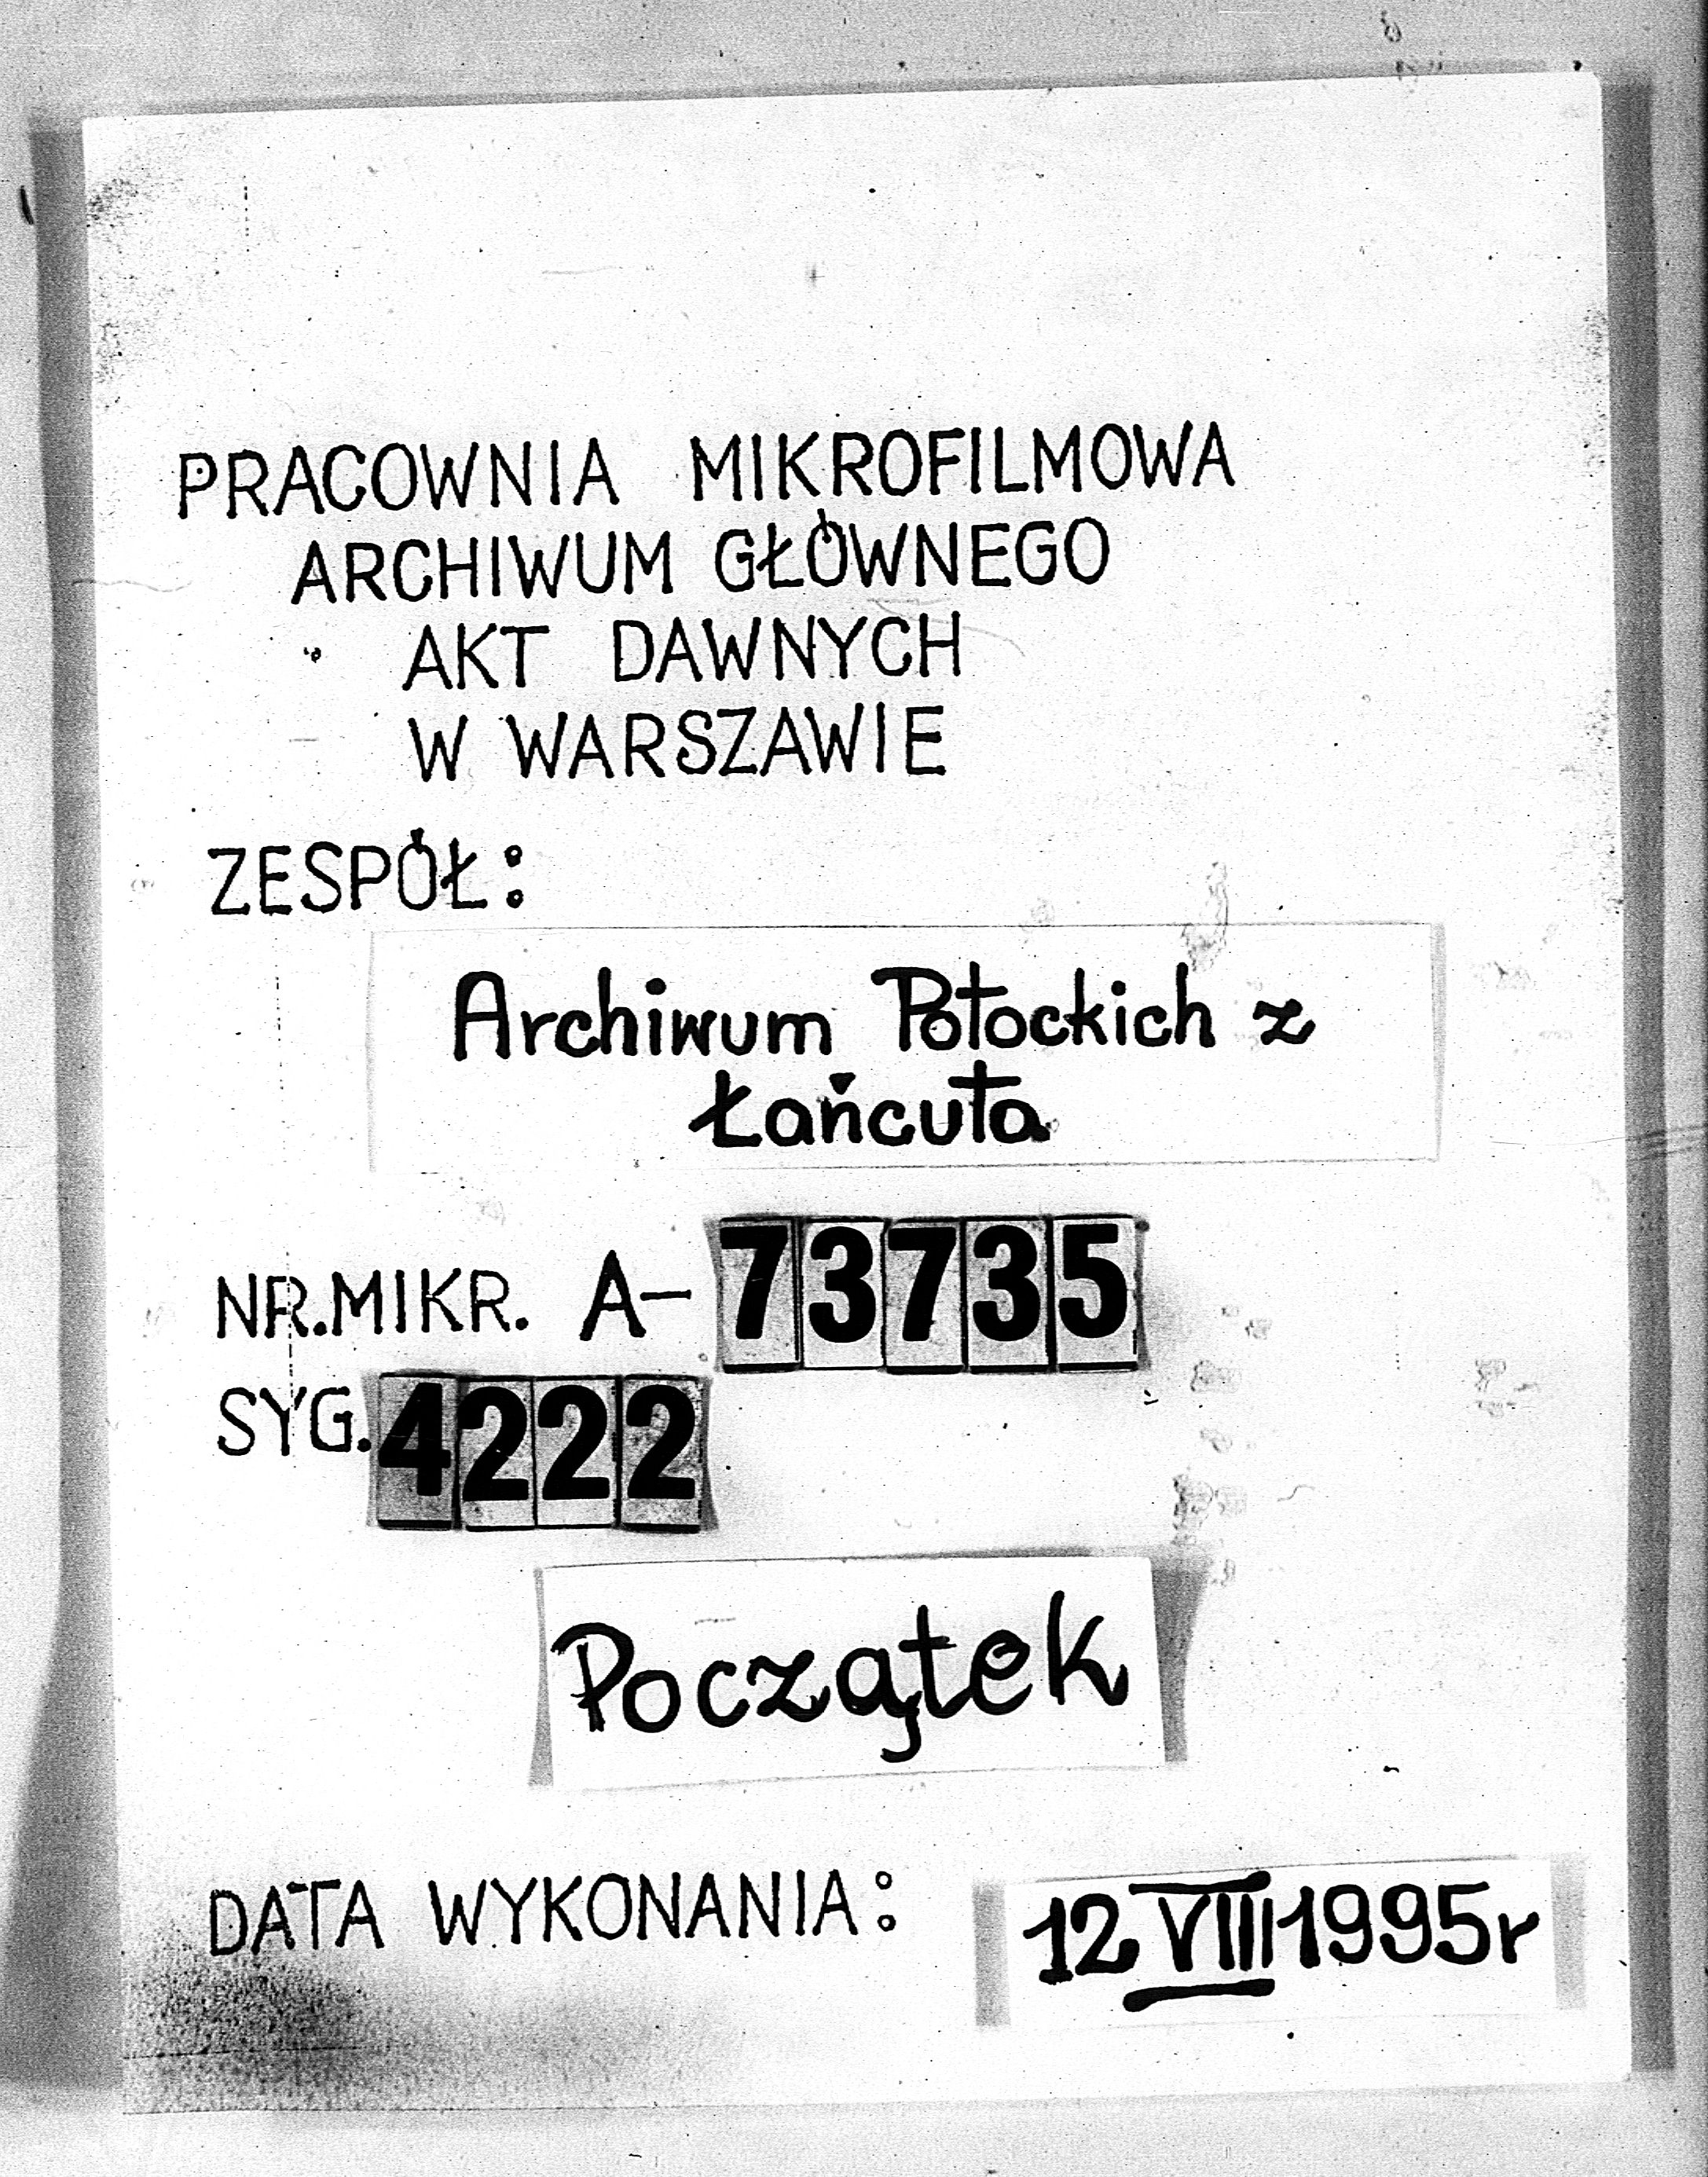 PRACOWNIA MIKROFILMOWA
ARCHIWUM GŁÓWNEGO
AKT DAWNYCH
W WARSZAWIE
ZESPÓŁ:
Archiwum Potockich z
Łańcuta
NR.MIKR. A-73735
SYG. 4222
Początek
DATA WYKONANIA: 12 VIII 1995r